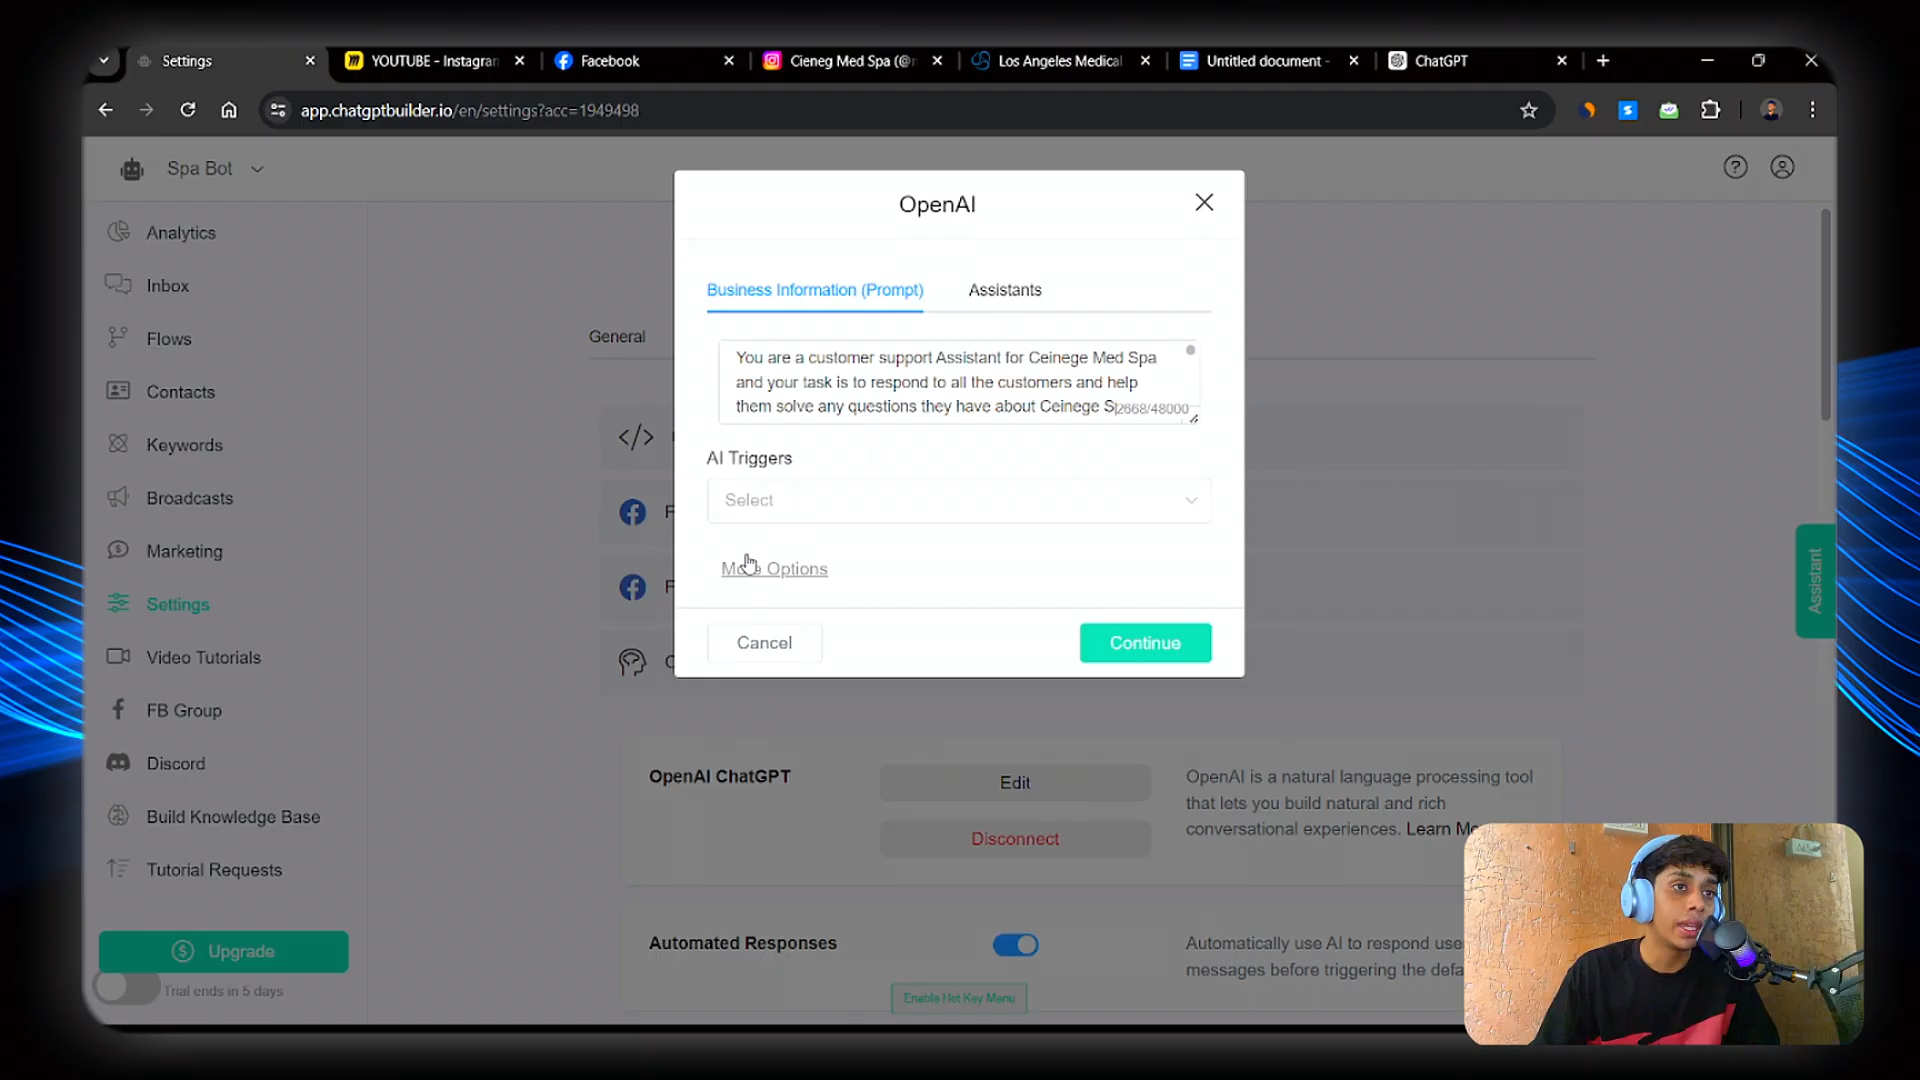 Settings
YOUTUBE - Instagran
Facebook
Cieneg Med Spa (@n
Los Angeles Medical
Untitled document -
ChatGPT
app.chatgptbuilder.io/en/settings?acc=1949498
Spa Bot
Analytics
Inbox
Flows
Contacts
Keywords
Broadcasts
Marketing
Settings
Video Tutorials
FB Group
Discord
Build Knowledge Base
Tutorial Requests
Upgrade
Trial ends in 5 days
General
OpenAI
Business Information (Prompt)
Assistants
You are a customer support Assistant for Ceinege Med Spa
and your task is to respond to all the customers and help
them solve any questions they have about Ceinege S
2668/48000
AI Triggers
Select
More Options
Cancel
Continue
OpenAI ChatGPT
Edit
Disconnect
OpenAI is a natural language processing tool
that lets you build natural and rich
conversational experiences. Learn
Automated Responses
Automatically use AI to respond use
messages before triggering the defa
Enable Hot Key Menu
Assistant